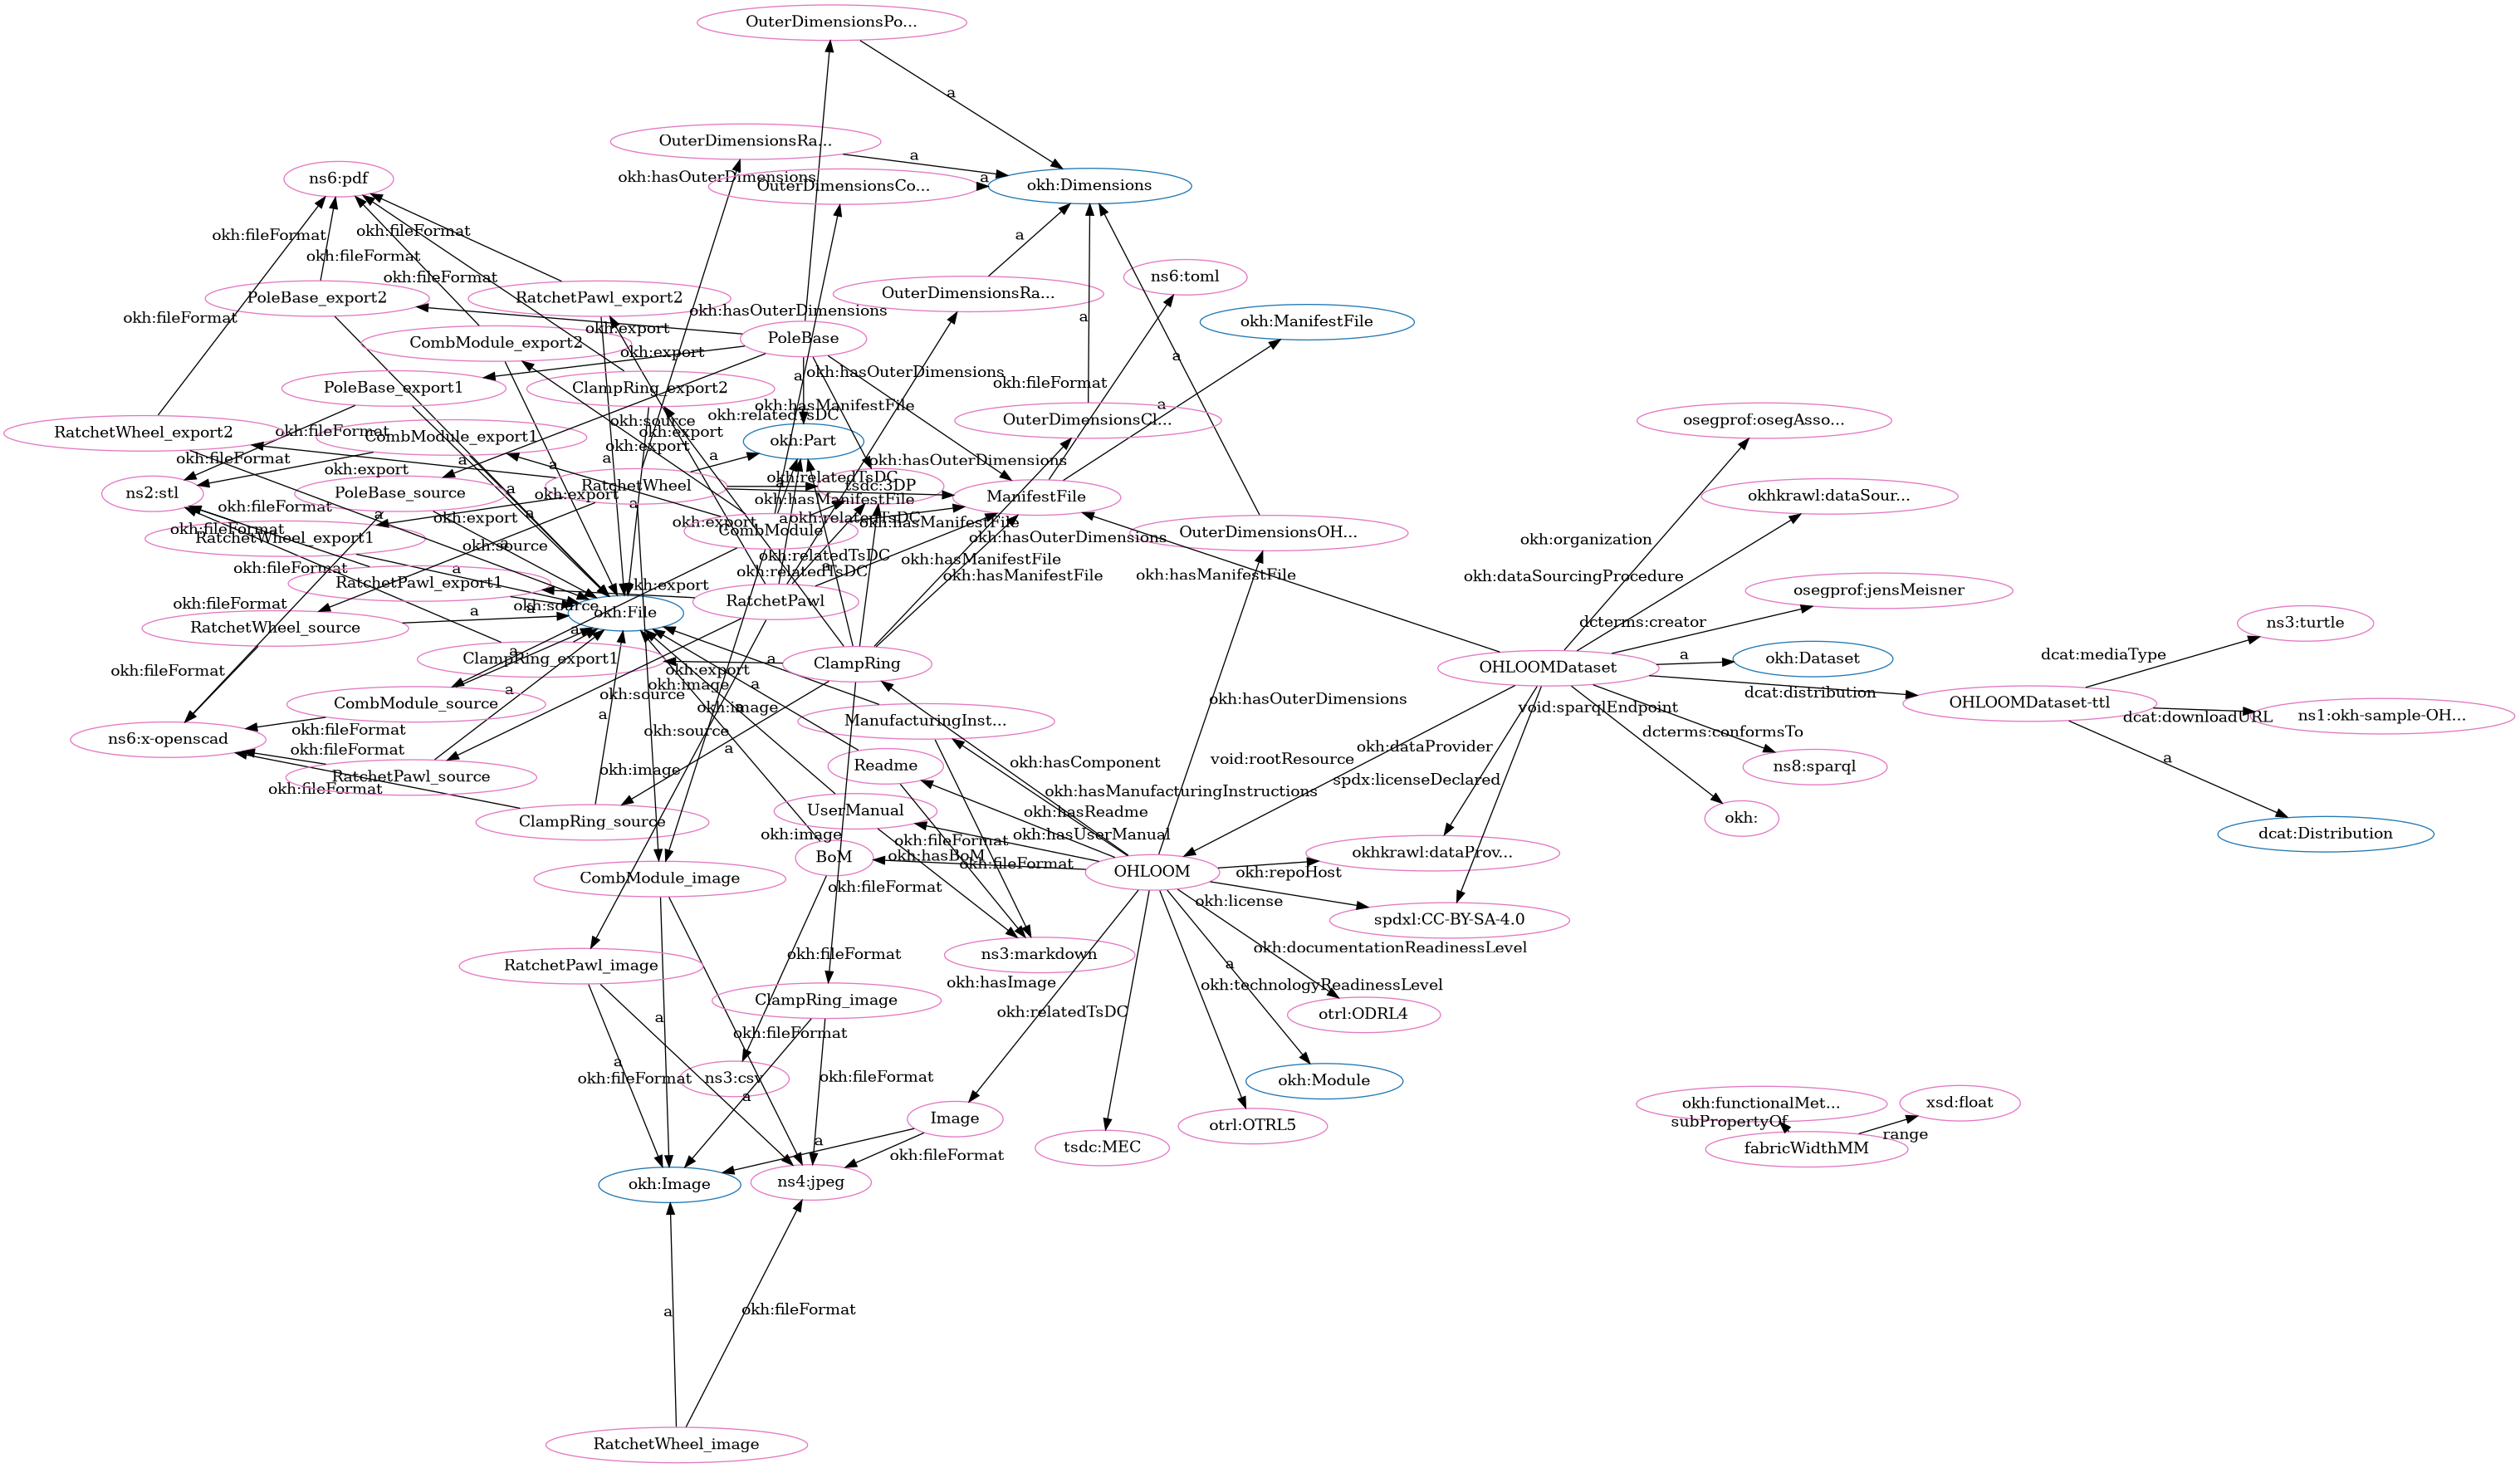 OuterDimensionsPo...
a
OuterDimensionsRa...
a
ns6:pdf
okh:hasOuterDimensions
OuterDimensionsCo...
a
okh:Dimensions
okh:fileFormat
okh:fileFormat
a
okh:fileFormat
okh:fileFormat
ns6:toml
PoleBase_export2
RatchetPawl_export2
OuterDimensionsRa...
okh:fileFormat
okh:hasOuterDimensions
a
okh:ManifestFile
okh:export
PoleBase
CombModule_export2
okh:export
a
PoleBase_export1
ClampRing_export2
a
okh:hasOuterDimensions
okh:fileFormat
okh:hasManifestFile
a
okh:relatedTsDC
OuterDimensionsCl...
osegprof:osegAsso...
RatchetWheel_export2
okh:fileFormat
CombModule_export1
okh:source
okh:export
okh:export
okh:Part
okh:fileFormat
okh:export
a
a
a
a
okh:hasOuterDimensions
ns2:stl
PoleBase_source
RatchetWheel
okh:relatedTsDC
tsdc:3DP
a
a
okh:export
okh:hasManifestFile
ManifestFile
okhkrawl:dataSour...
okh:fileFormat
a
a
a
okh:export
okh:export
a
okh:relatedTsDC
okh:hasManifestFile
okh:fileFormat
RatchetWheel_export1
a
okh:source
CombModule
okh:hasOuterDimensions
OuterDimensionsOH...
okh:organization
okh:fileFormat
a
okh:relatedTsDC
okh:relatedTsDC
a
okh:hasManifestFile
okh:hasManifestFile
okh:hasManifestFile
okh:dataSourcingProcedure
RatchetPawl_export1
okh:export
osegprof:jensMeisner
okh:fileFormat
a
a
okh:source
okh:File
RatchetPawl
dcterms:creator
ns3:turtle
RatchetWheel_source
a
a
ClampRing_export1
okh:export
a
ClampRing
OHLOOMDataset
a
okh:Dataset
dcat:mediaType
okh:fileFormat
a
okh:source
okh:image
a
okh:hasOuterDimensions
dcat:distribution
OHLOOMDataset-ttl
CombModule_source
okh:image
a
ManufacturingInst...
void:sparqlEndpoint
dcat:downloadURL
ns1:okh-sample-OH...
a
okh:fileFormat
okh:source
ns6:x-openscad
okh:fileFormat
a
okh:dataProvider
dcterms:conformsTo
void:rootResource
okh:hasComponent
a
RatchetPawl_source
okh:image
Readme
spdx:licenseDeclared
ns8:sparql
okh:fileFormat
okh:hasManufacturingInstructions
ClampRing_source
UserManual
okh:hasReadme
okh:
okh:image
okh:fileFormat
okh:hasUserManual
dcat:Distribution
BoM
okh:hasBoM
okh:fileFormat
okhkrawl:dataProv...
CombModule_image
okh:fileFormat
OHLOOM
okh:repoHost
okh:license
spdxl:CC-BY-SA-4.0
okh:fileFormat
ns3:markdown
okh:documentationReadinessLevel
RatchetPawl_image
a
okh:hasImage
okh:technologyReadinessLevel
ClampRing_image
okh:relatedTsDC
otrl:ODRL4
a
okh:fileFormat
a
okh:fileFormat
ns3:csv
okh:fileFormat
okh:Module
a
Image
otrl:OTRL5
okh:functionalMet...
xsd:float
subPropertyOf
a
okh:fileFormat
tsdc:MEC
fabricWidthMM
range
okh:Image
ns4:jpeg
a
okh:fileFormat
RatchetWheel_image